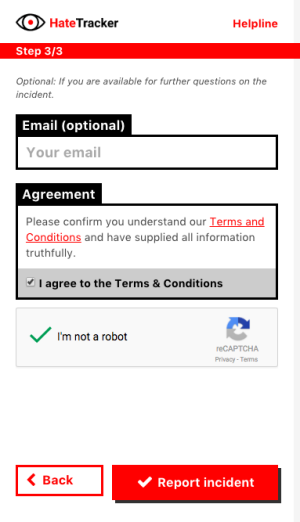 HateTracker
Helpline
Step 3/3
Optional: If you are available for further questions on the
incident.
Email (optional)
Your email
Agreement
Please confirm you understand our Terms and
Conditions and have supplied all information
truthfully.
I agree to the Terms & Conditions
I'm not a robot
reCAPTCHA
Privacy - Terms
Back
Report incident